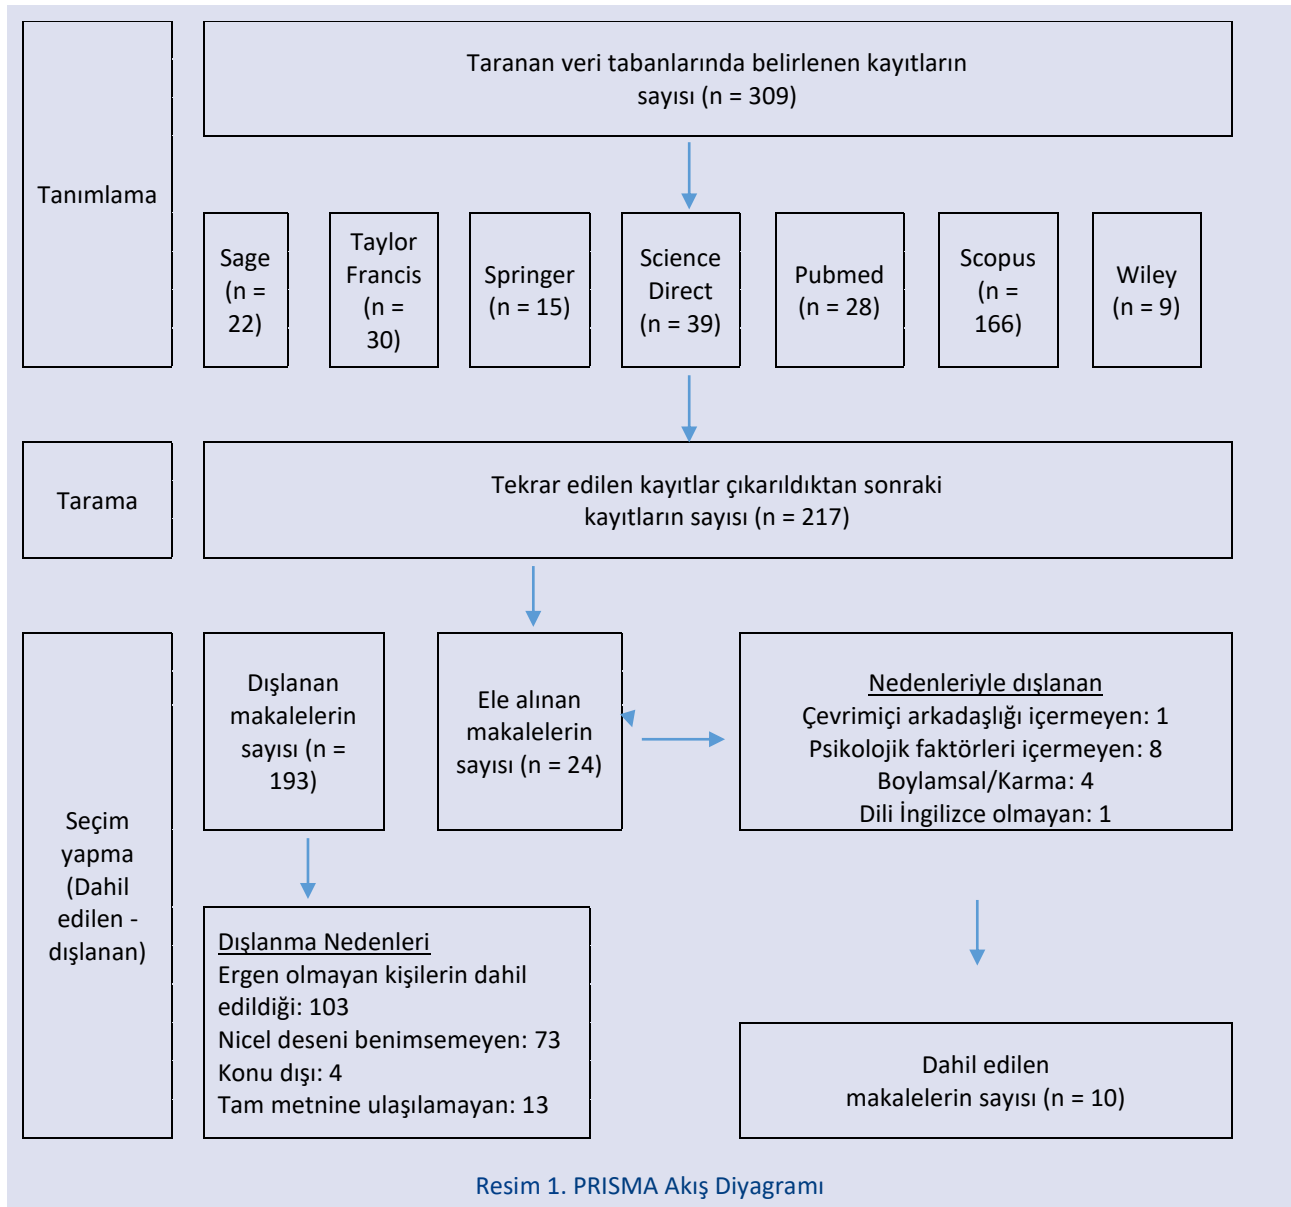 Taranan veri tabanlarında belirlenen kayıtların
sayısı (n = 309)
Tanımlama
Sage
(n =
22)
Taylor
Francis
(n =
30)
Springer
(n = 15)
Science
Direct
(n = 39)
Pubmed
(n = 28)
Scopus
(n =
166)
Wiley
(n = 9)
Tarama
Tekrar edilen kayıtlar çıkarıldıktan sonraki
kayıtların sayısı (n = 217)
Seçim
yapma
(Dahil
edilen -
dışlanan)
Dışlanan
makalelerin
sayısı (n =
193)
Ele alınan
makalelerin
sayısı (n = 24)
Nedenleriyle dışlanan
Çevrimiçi arkadaşlığı içermeyen: 1
Psikolojik faktörleri içermeyen: 8
Boylamsal/Karma: 4
Dili İngilizce olmayan: 1
Dışlanma Nedenleri
Ergen olmayan kişilerin dahil
edildiği: 103
Nicel deseni benimsemeyen: 73
Konu dışı: 4
Tam metnine ulaşılamayan: 13
Dahil edilen
makalelerin sayısı (n = 10)
Resim 1. PRISMA Akış Diyagramı